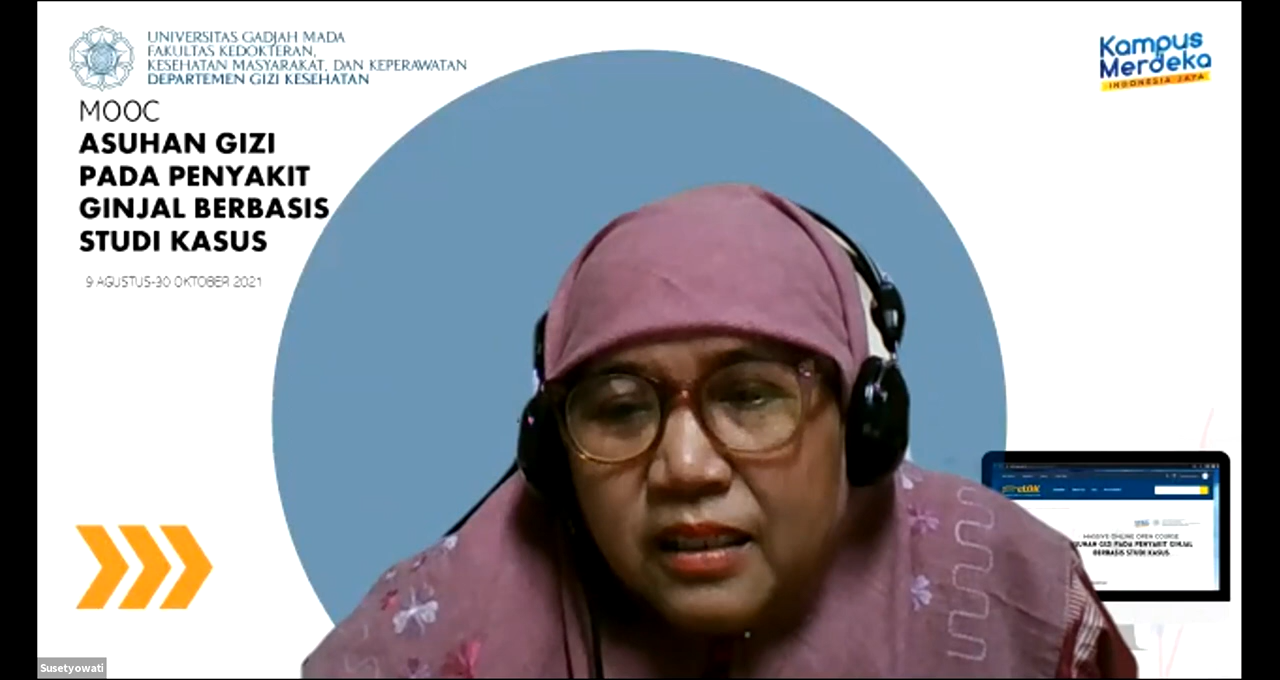 UNIVERSITAS GADJAH MADA
FAKULTAS KEDOKTERAN,
KESEHATAN MASYARAKAT, DAN KEPERAWATAN
DEPARTEMEN GIZI KESEHATAN
MOOC
ASUHAN GIZI
PADA PENYAKIT
GINJAL BERBASIS
STUDI KASUS
9 AGUSTUS-30 OKTOBER 2021
Kampus
Merdeka
INDONESIA JAYA
MASSIVE ONLINE OPEN COURSE
GIZI PADA PENYAKIT GINJAL
BERBASIS STUDI KASUS
Susetyowati